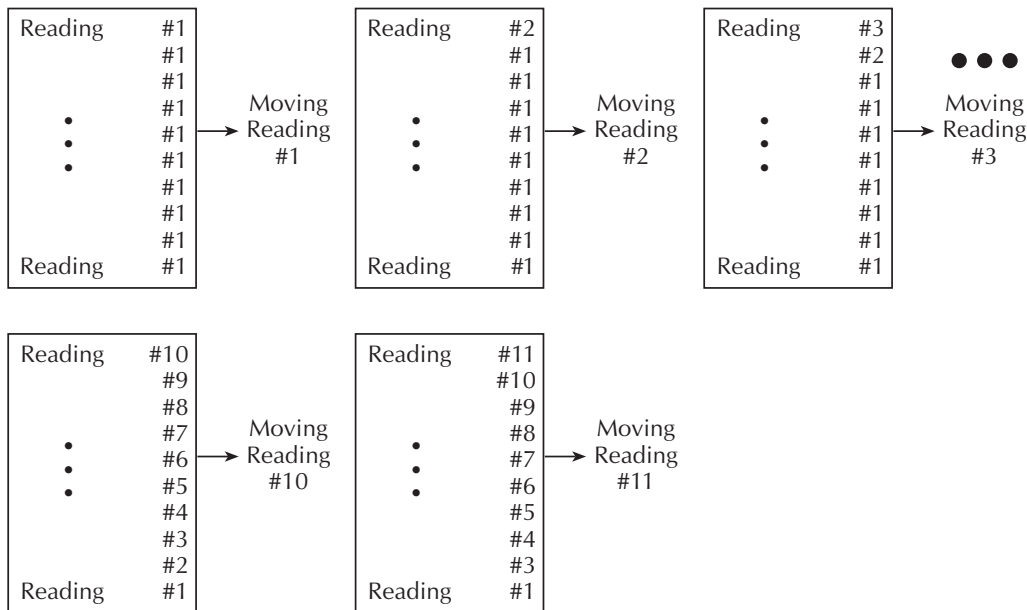 Reading #1
#1
#1
#1
#1
#1
#1
#1
#1
Reading #1
Moving
Reading
#1
Reading #2
#1
#1
#1
#1
#1
#1
#1
#1
Reading #1
Moving
Reading
#2
Reading #3
#2
#1
#1
#1
#1
#1
#1
#1
Reading #1
Moving
Reading
#3
Reading #10
#9
#8
#7
#6
#5
#4
#3
#2
Reading #1
Moving
Reading
#10
Reading #11
#10
#9
#8
#7
#6
#5
#4
#3
Reading #1
Moving
Reading
#11